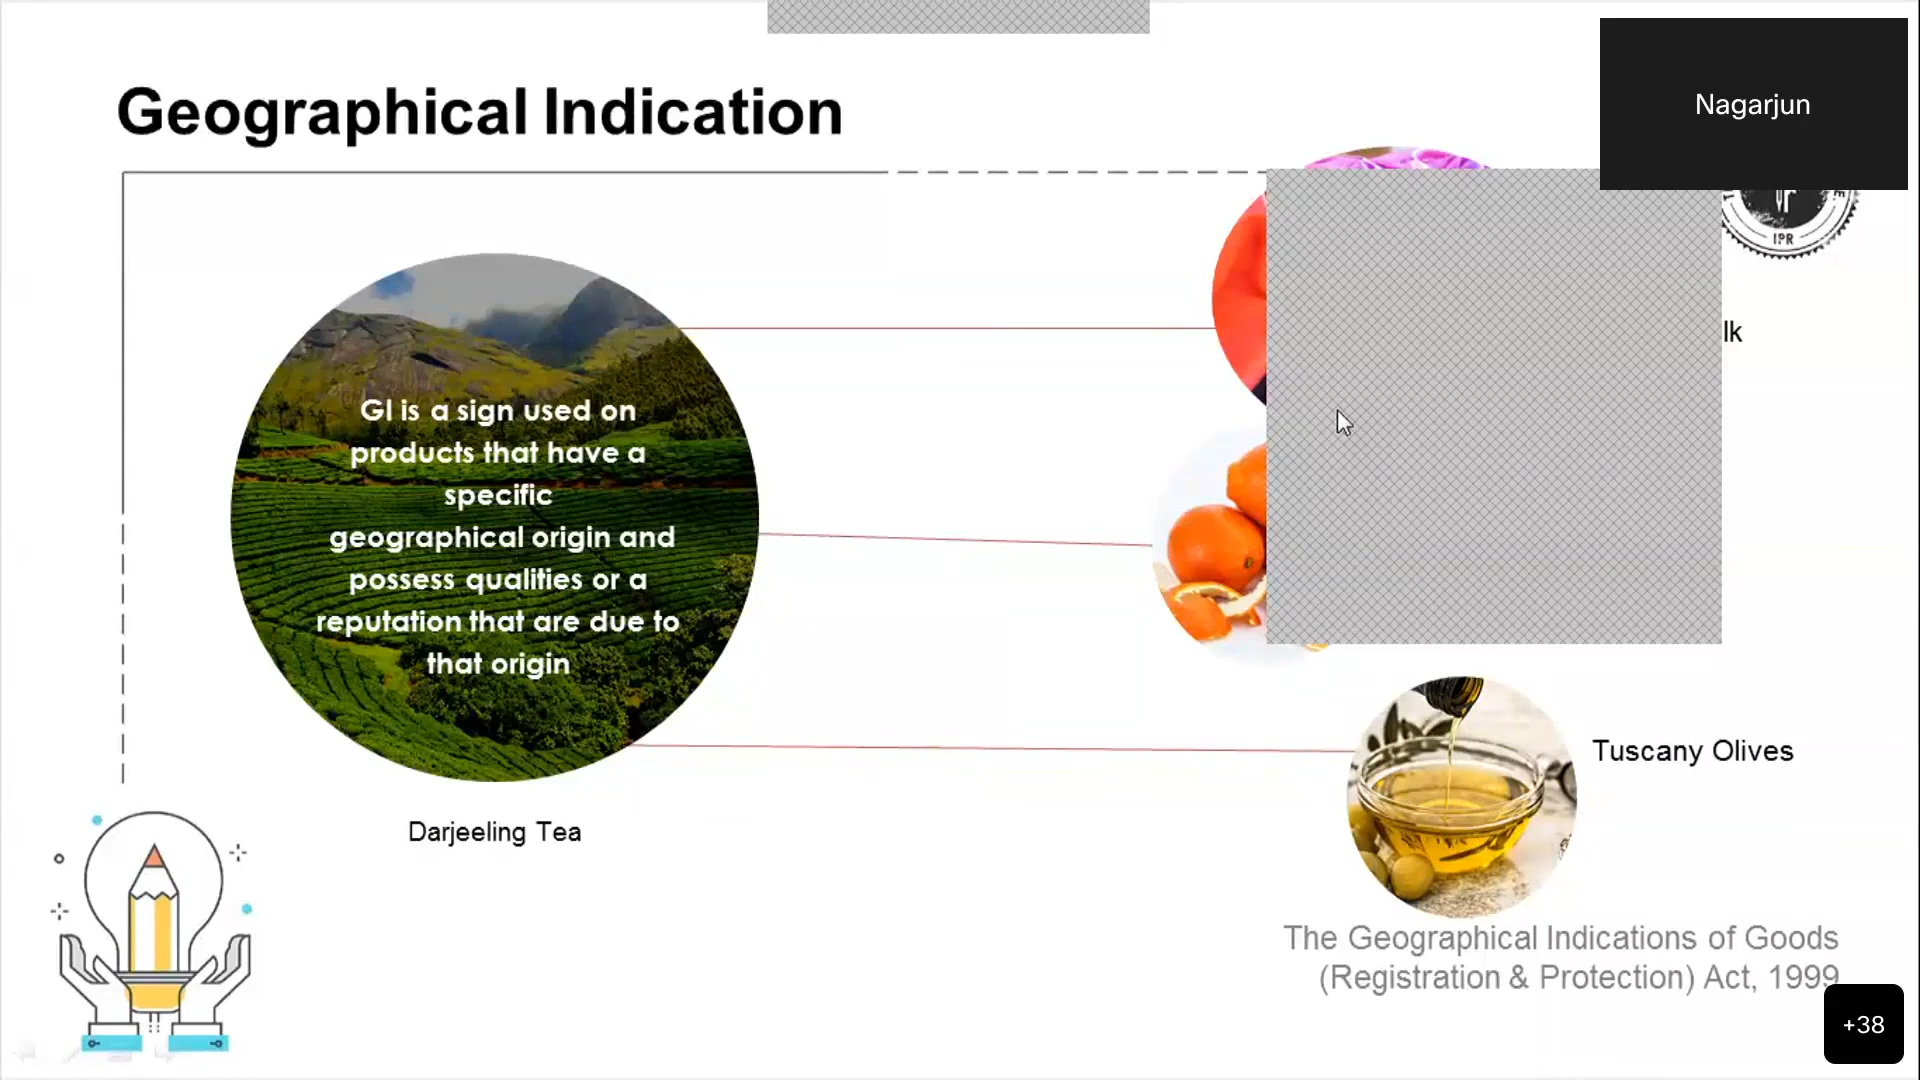 Geographical Indication
Nagarjun
IPR
lk
GI is a sign used on
products that have a
specific
geographical origin and
possess qualities or a
reputation that are due to
that origin
Tuscany Olives
Darjeeling Tea
The Geographical Indications of Goods
(Registration & Protection) Act, 1999
+38